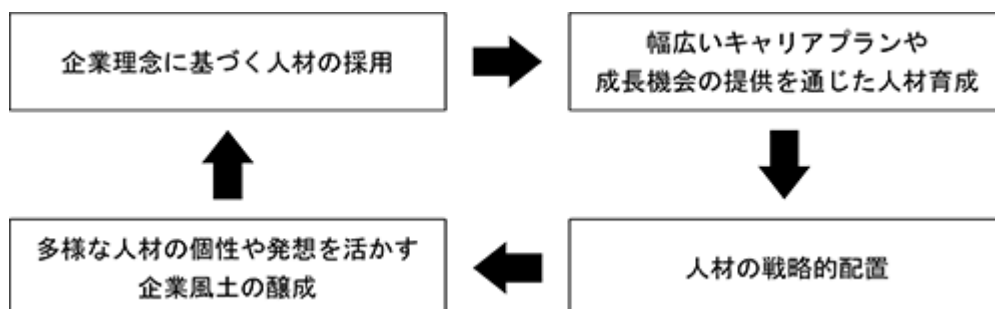 企業理念に基づく人材の採用
幅広いキャリアプランや
成長機会の提供を通じた人材育成
人材の戦略的配置
多様な人材の個性や発想を活かす
企業風土の醸成